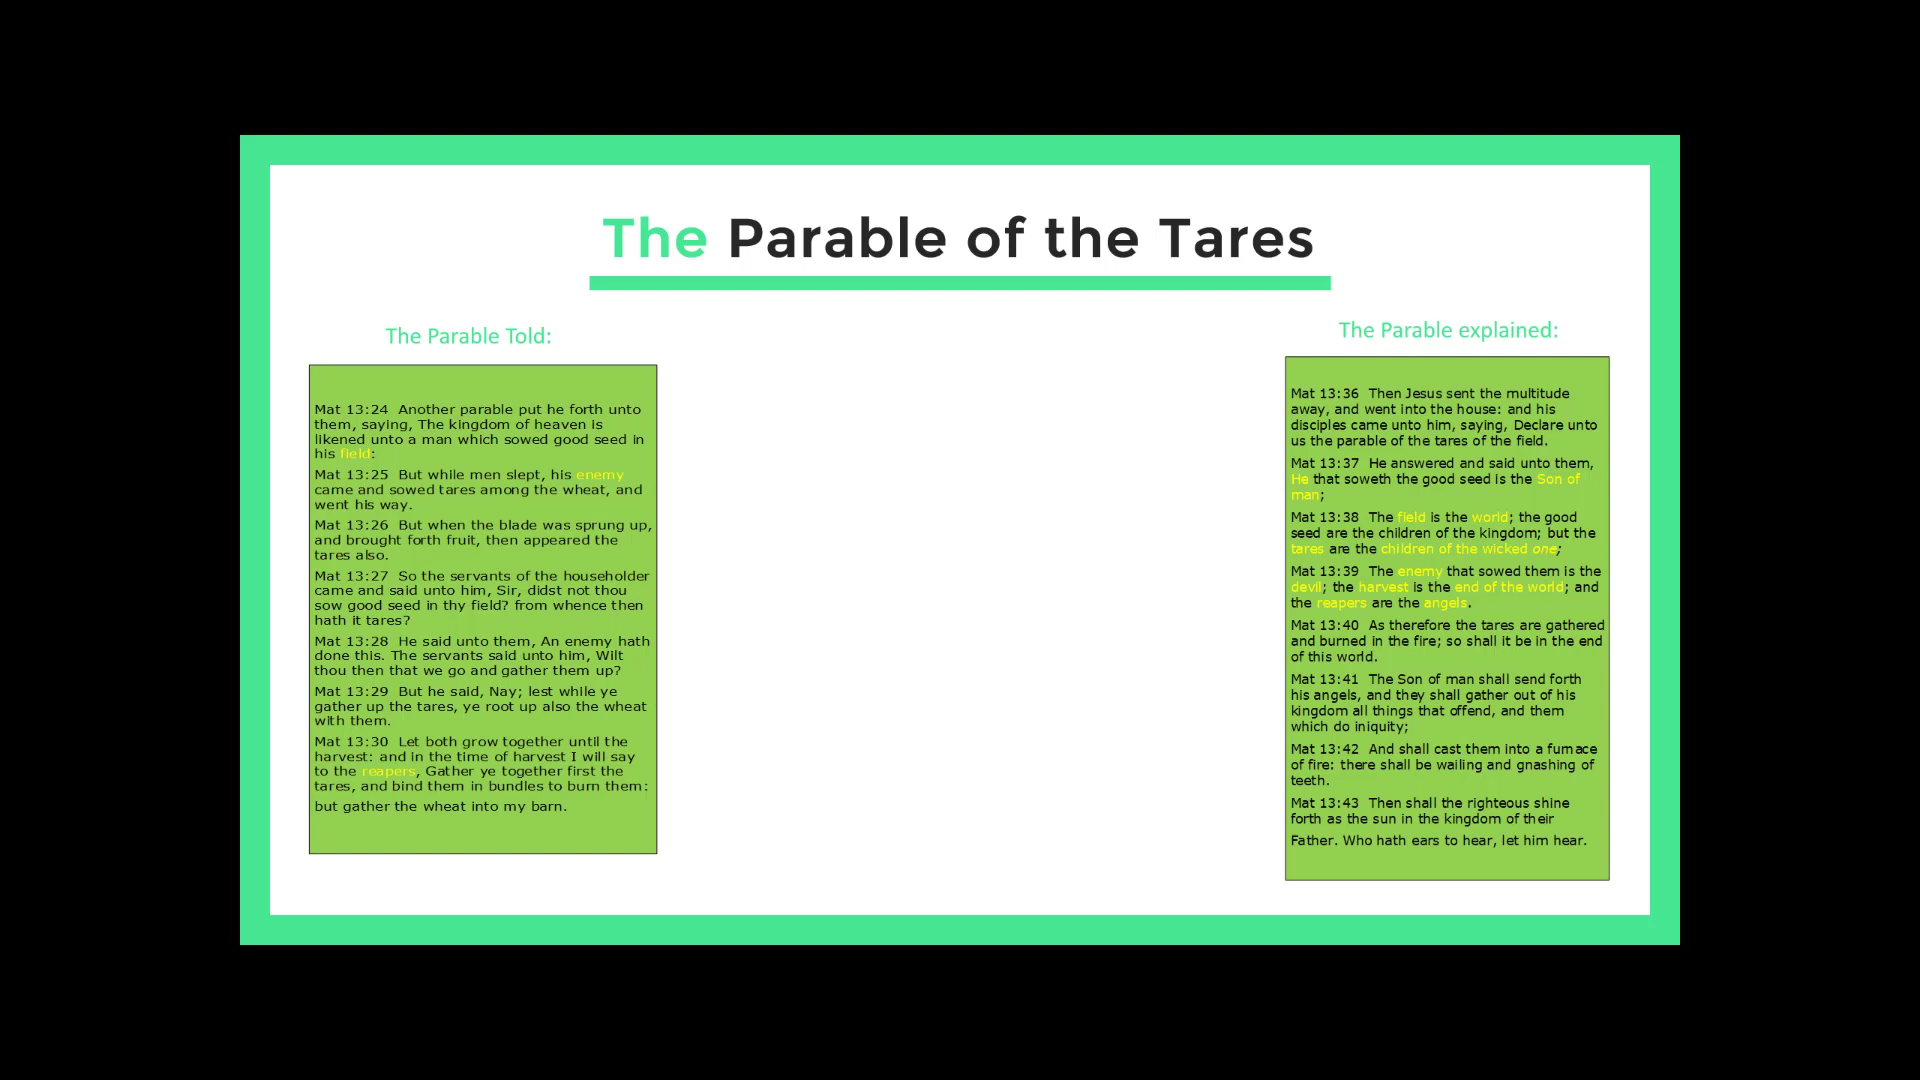 The Parable of the Tares
The Parable Told:
Mat 13:24  Another parable put he forth unto
them, saying, The kingdom of heaven is
likened unto a man which sowed good seed in
his field:
Mat 13:25  But while men slept, his enemy
came and sowed tares among the wheat, and
went his way.
Mat 13:26  But when the blade was sprung up,
and brought forth fruit, then appeared the
tares also.
Mat 13:27  So the servants of the householder
came and said unto him, Sir, didst not thou
sow good seed in thy field? from whence then
hath it tares?
Mat 13:28  He said unto them, An enemy hath
done this. The servants said unto him, Wilt
thou then that we go and gather them up?
Mat 13:29  But he said, Nay; lest while ye
gather up the tares, ye root up also the wheat
with them.
Mat 13:30  Let both grow together until the
harvest: and in the time of harvest I will say
to the reapers, Gather ye together first the
tares, and bind them in bundles to burn them:
but gather the wheat into my barn.
The Parable explained:
Mat 13:36  Then Jesus sent the multitude
away, and went into the house: and his
disciples came unto him, saying, Declare unto
us the parable of the tares of the field.
Mat 13:37  He answered and said unto them,
He that soweth the good seed is the Son of
man;
Mat 13:38  The field is the world; the good
seed are the children of the kingdom; but the
tares are the children of the wicked one;
Mat 13:39  The enemy that sowed them is the
devil; the harvest is the end of the world; and
the reapers are the angels.
Mat 13:40  As therefore the tares are gathered
and burned in the fire; so shall it be in the end
of this world.
Mat 13:41  The Son of man shall send forth
his angels, and they shall gather out of his
kingdom all things that offend, and them
which do iniquity;
Mat 13:42  And shall cast them into a furnace
of fire: there shall be wailing and gnashing of
teeth.
Mat 13:43  Then shall the righteous shine
forth as the sun in the kingdom of their
Father. Who hath ears to hear, let him hear.